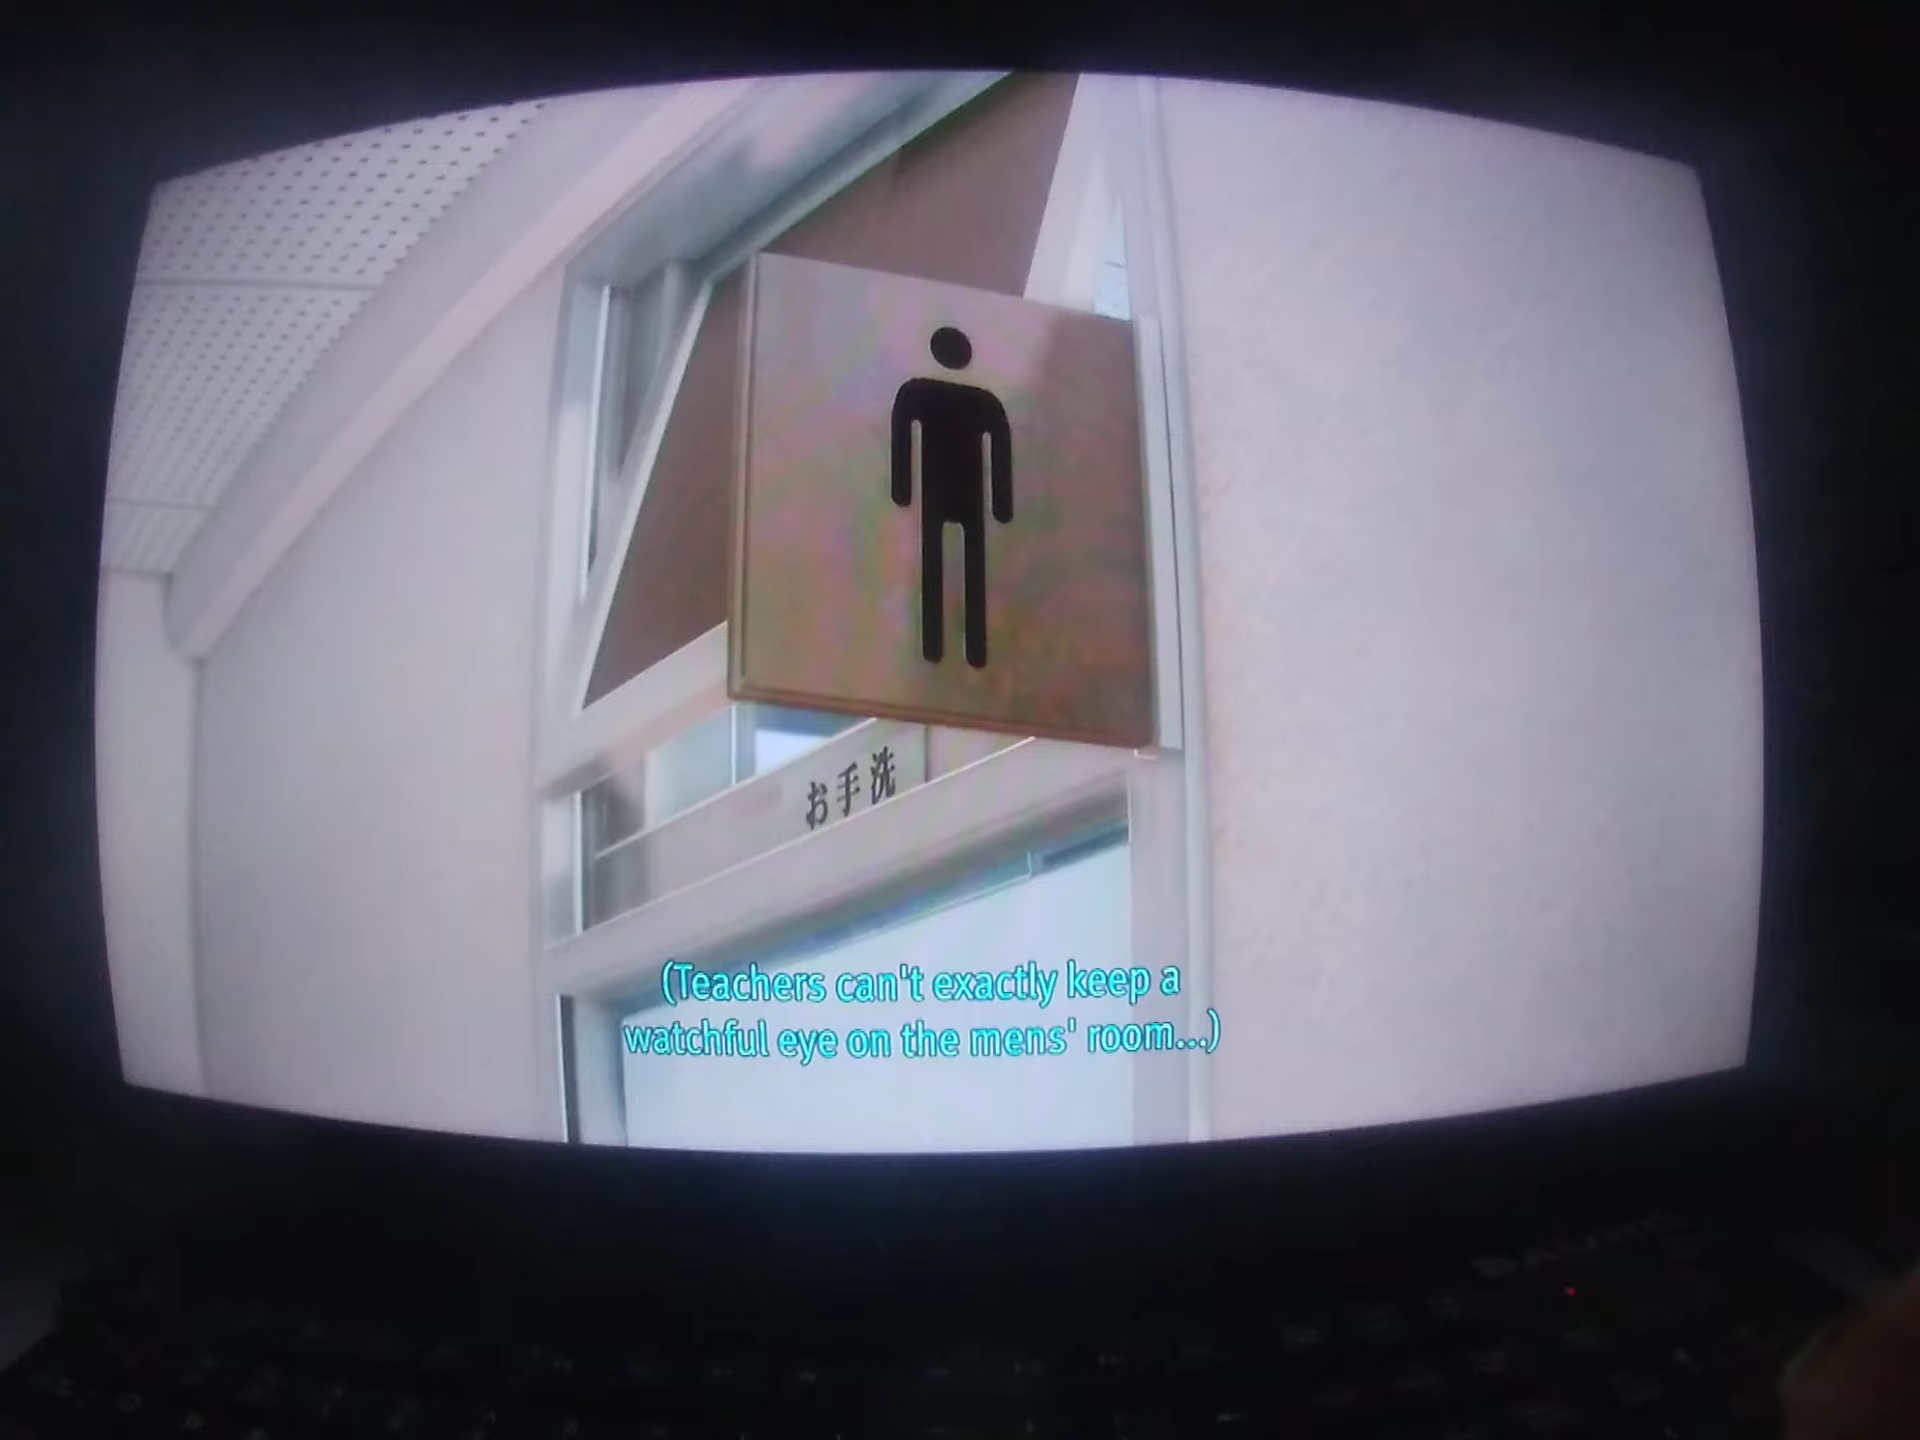 お手洗
(Teachers can't exactly keep a
watchful eye on the mens' room...)